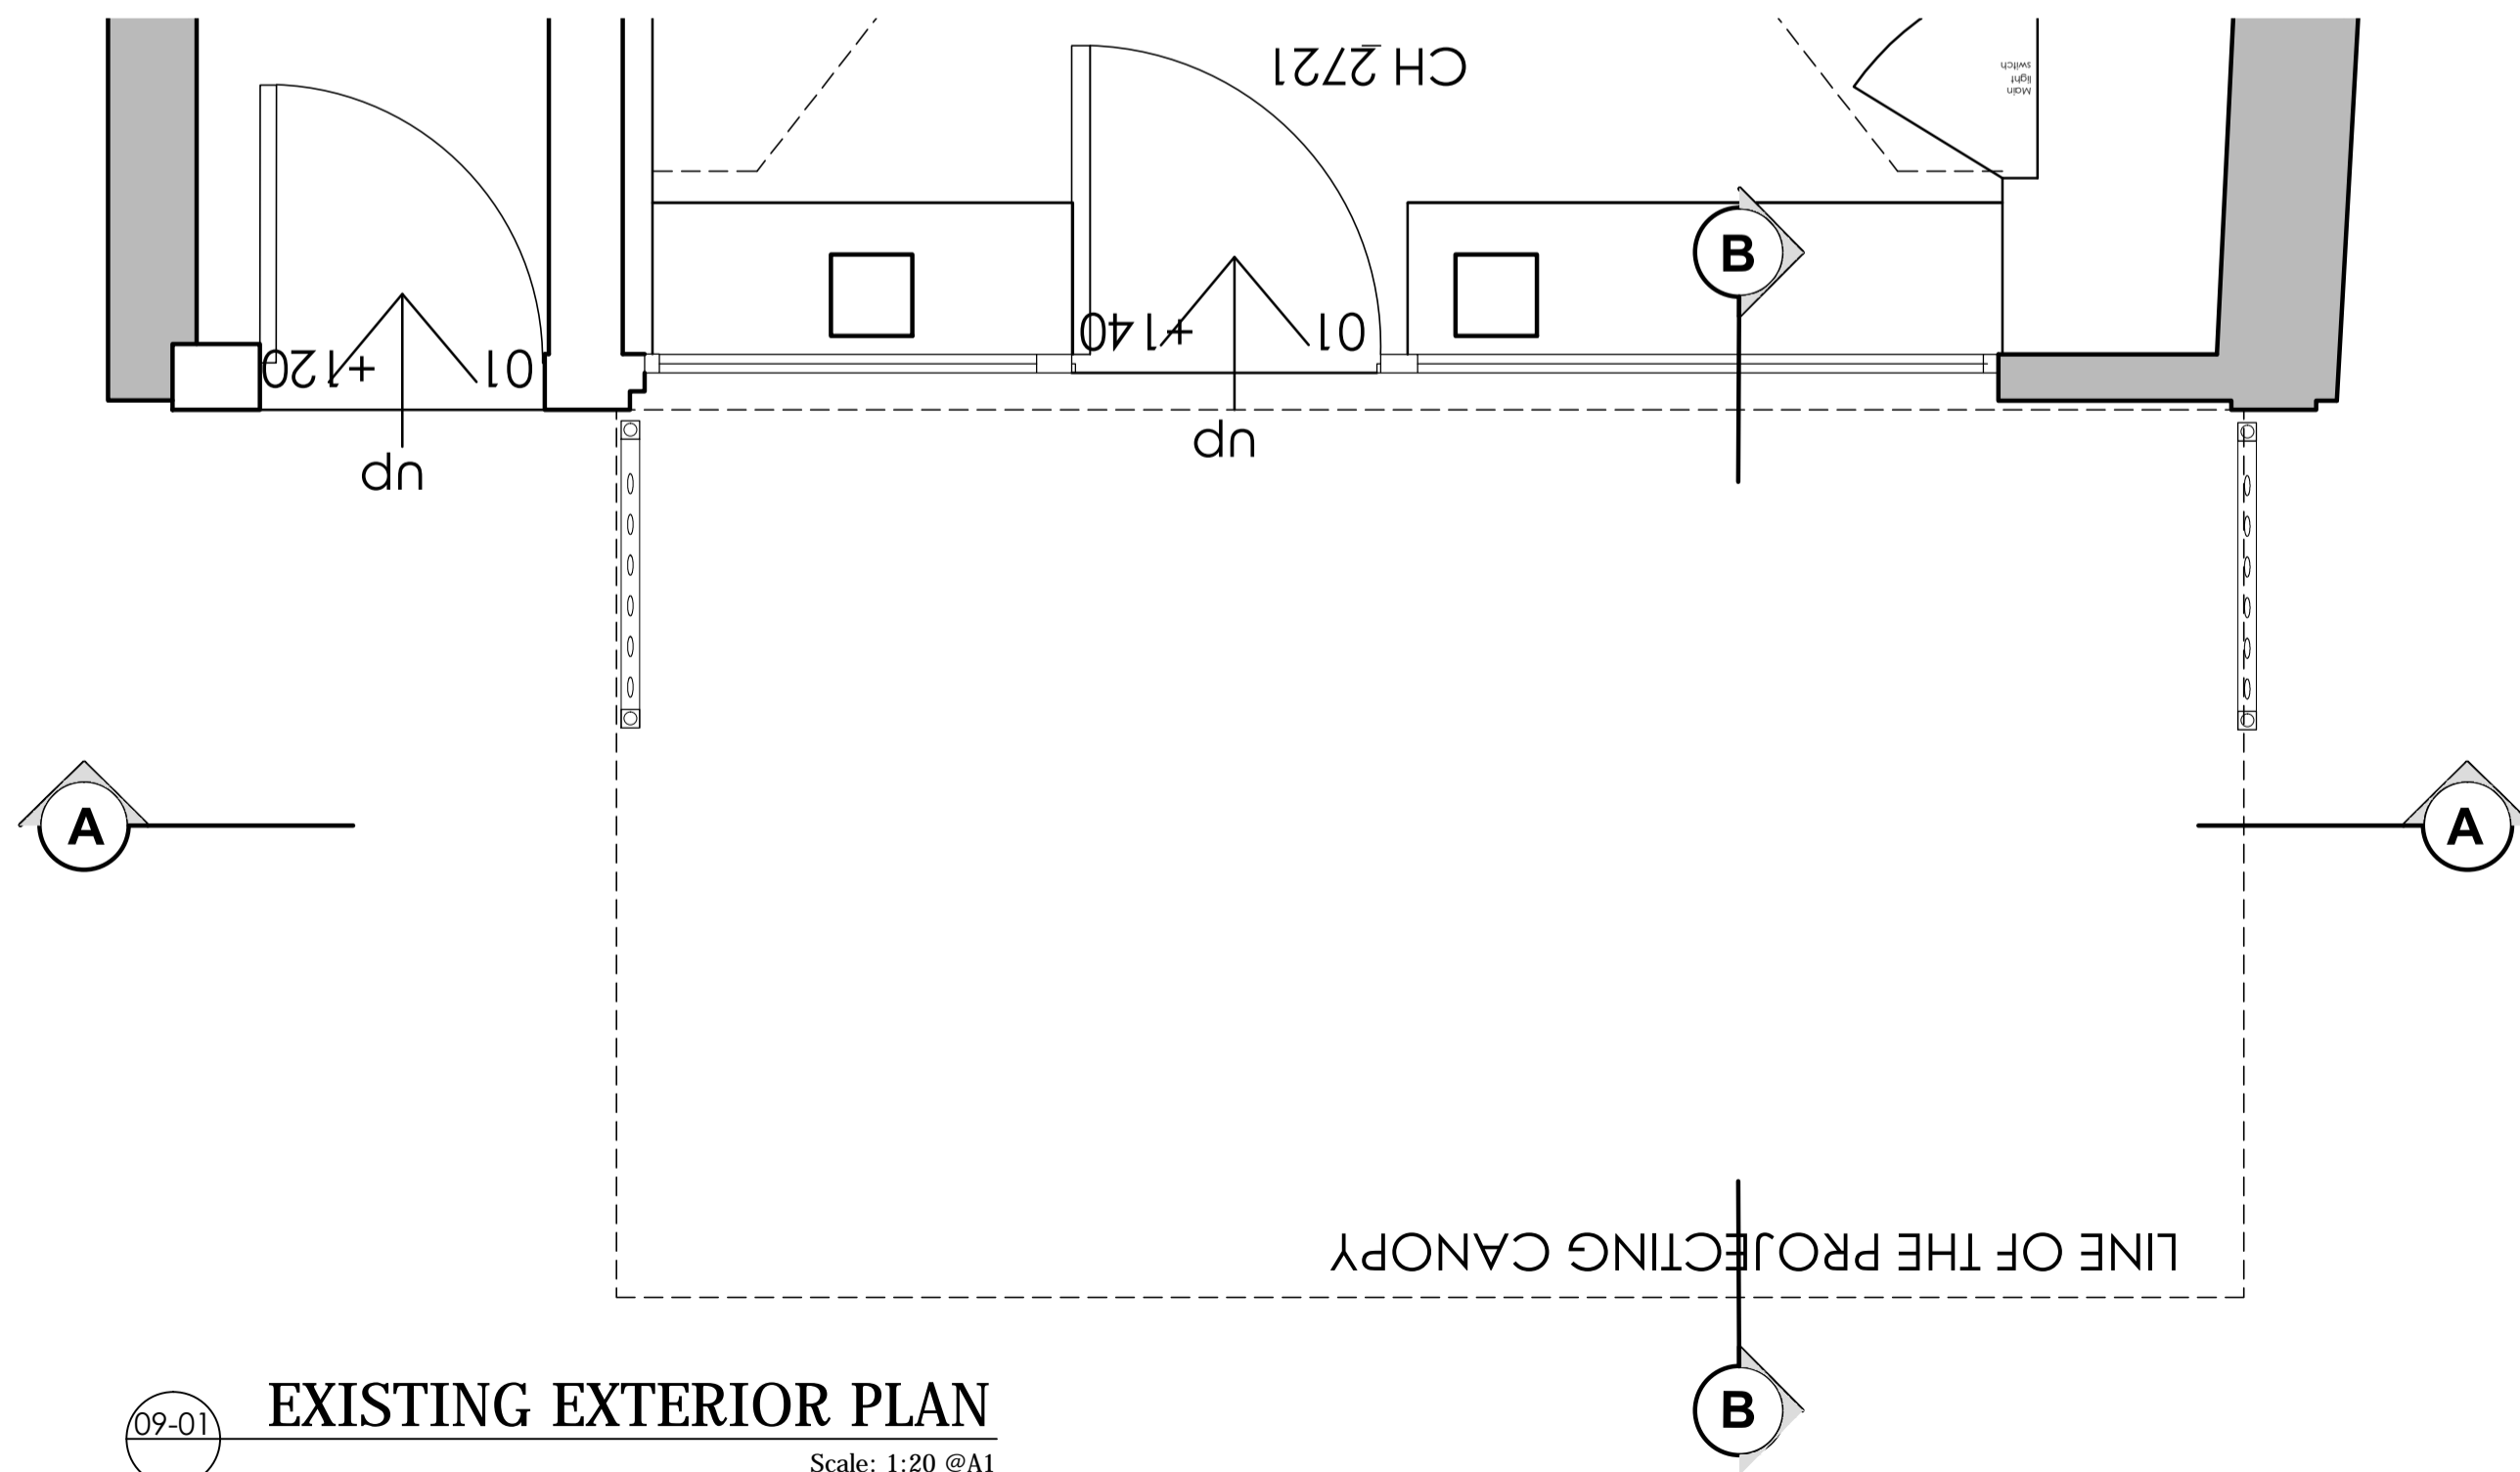 CH 2721
Main
light
switch
B
+140
01
+120
01
up
up
A
A
LINE OF THE PROJECTING CANOPY
B
EXISTING EXTERIOR PLAN
09-01
Scale: 1:20 @A1